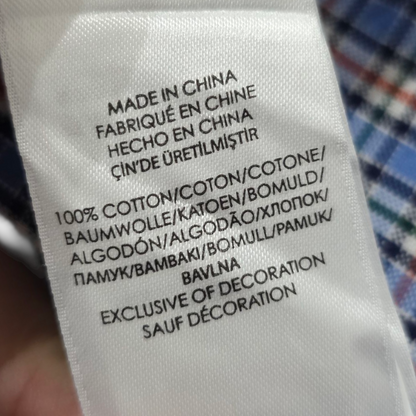 MADE IN CHINA
FABRIQUÉ EN CHINE
HECHO EN CHINA
ÇİN'DE ÜRETİLMİŞTİR
100% COTTON/COTON/COTONE/
BAUMWOLLE/KATOEN/BOMULD/
ALGODÓN/ALGODÃO/ХЛОПОК/
ПАМУК/BAMBAKI/BOMULL/PAMUK/
BAVLNA
EXCLUSIVE OF DECORATION
SAUF DÉCORATION